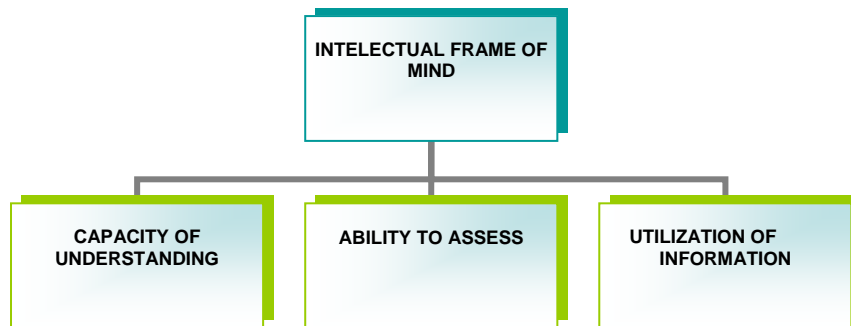 INTELECTUAL FRAME OF
MIND
CAPACITY OF
UNDERSTANDING
ABILITY TO ASSESS
UTILIZATION OF
INFORMATION